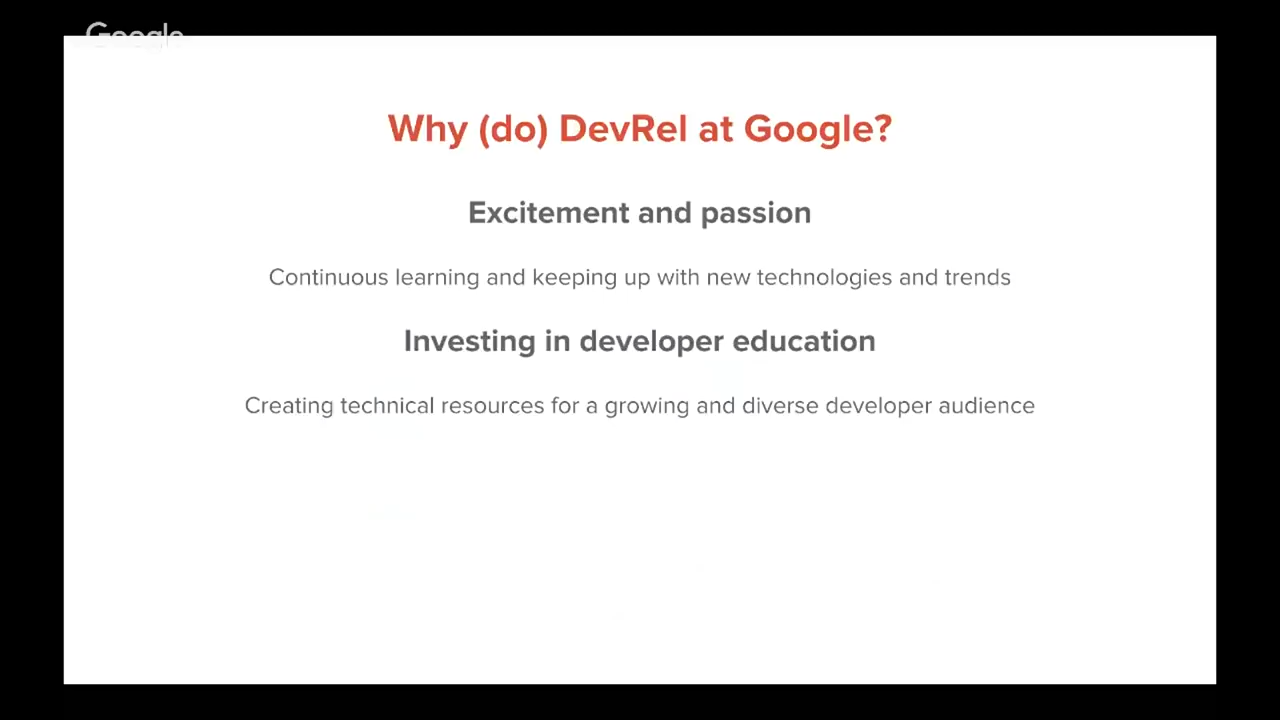 Google
Why (do) DevRel at Google?
Excitement and passion
Continuous learning and keeping up with new technologies and trends
Investing in developer education
Creating technical resources for a growing and diverse developer audience